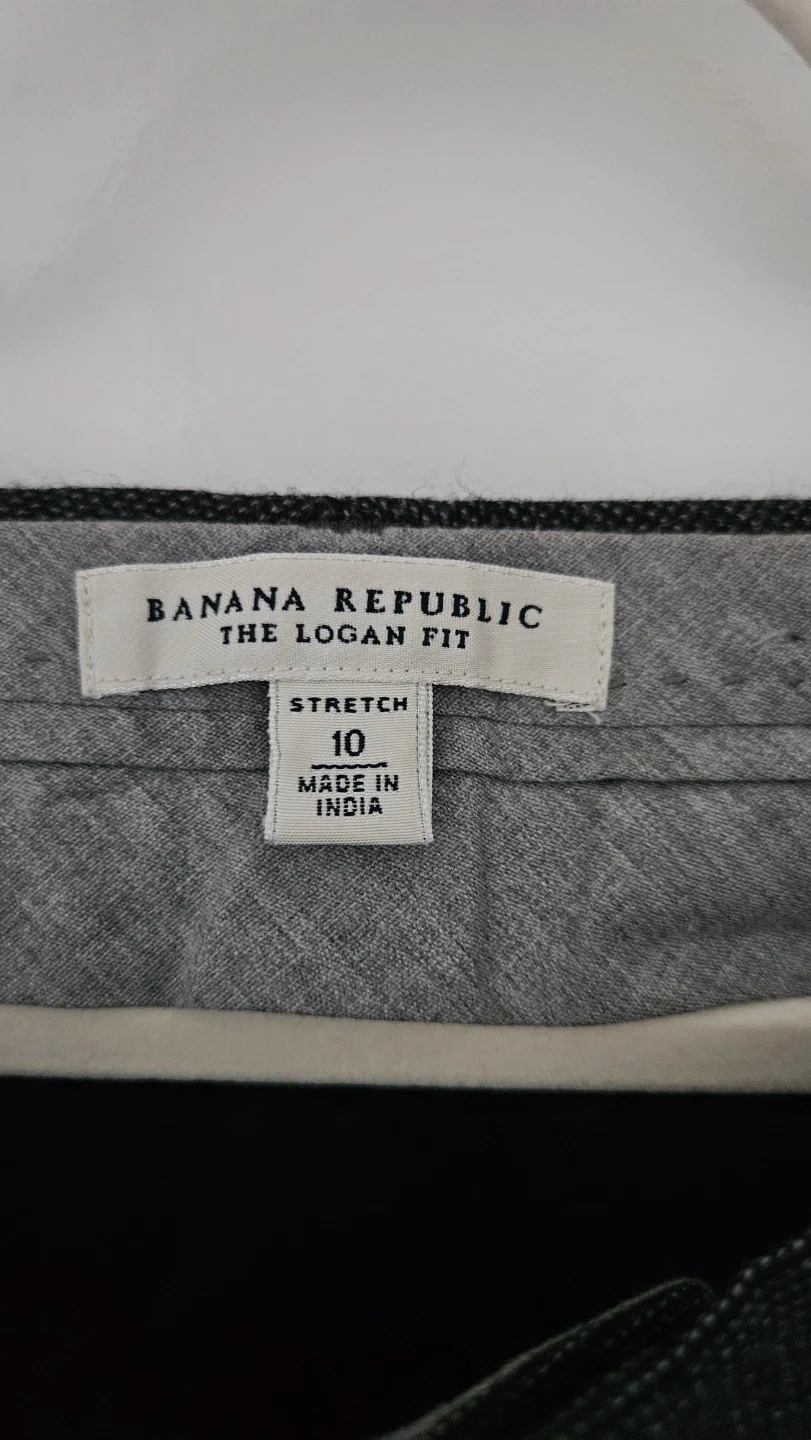 BANANA REPUBLIC
THE LOGAN FIT
STRETCH
10
MADE IN
INDIA